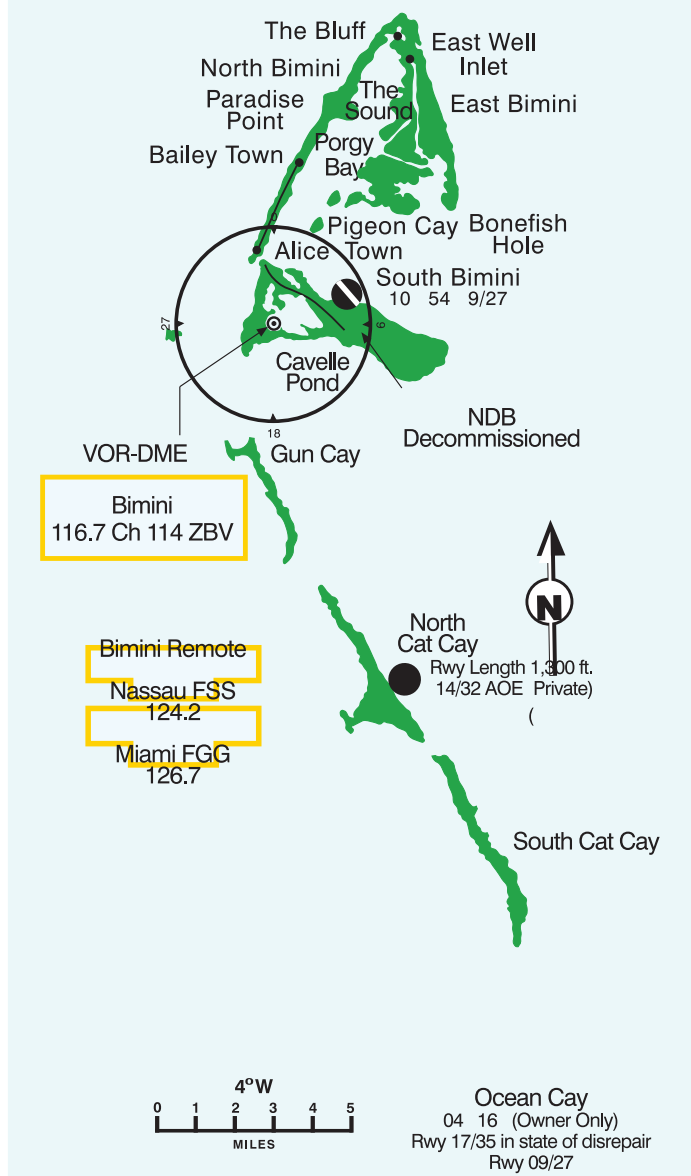 The Bluff
East Well
Inlet
North Bimini
The
Sound
Paradise
Point
East Bimini
Bailey Town
Porgy
Bay
Pigeon Cay
Bonefish
Hole
0
Alice Town
South Bimini
10 54 9/27
27
9
Cavelle
Pond
NDB
Decommissioned
18
VOR-DME
Gun Cay
Bimini
116.7 Ch 114 ZBV
N
North
Cat Cay
Rwy Length 1,300 ft.
14/32 AOE Private)
(
Bimini Remote
Nassau FSS
124.2
Miami FGG
126.7
South Cat Cay
4°W
0 1 2 3 4 5
MILES
Ocean Cay
04 16 (Owner Only)
Rwy 17/35 in state of disrepair
Rwy 09/27